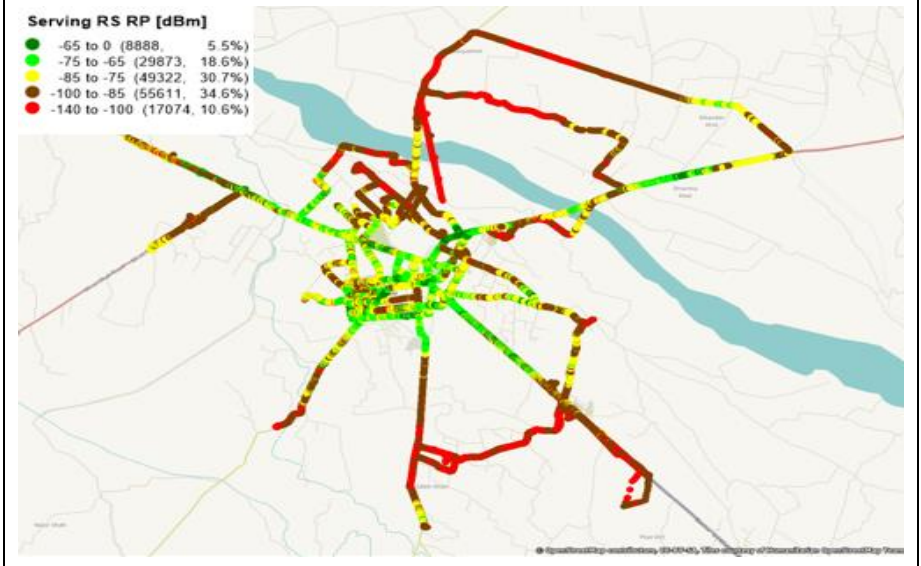 Serving RS RP [dBm]
-65 to 0 (8888, 5.5%)
-75 to -65 (29873, 18.6%)
-85 to -75 (49322, 30.7%)
-100 to -85 (55611, 34.6%)
-140 to -100 (17074, 10.6%)
© OpenStreetMap contributors, CC-BY-SA, Tiles courtesy of Humanitarian OpenStreetMap Team